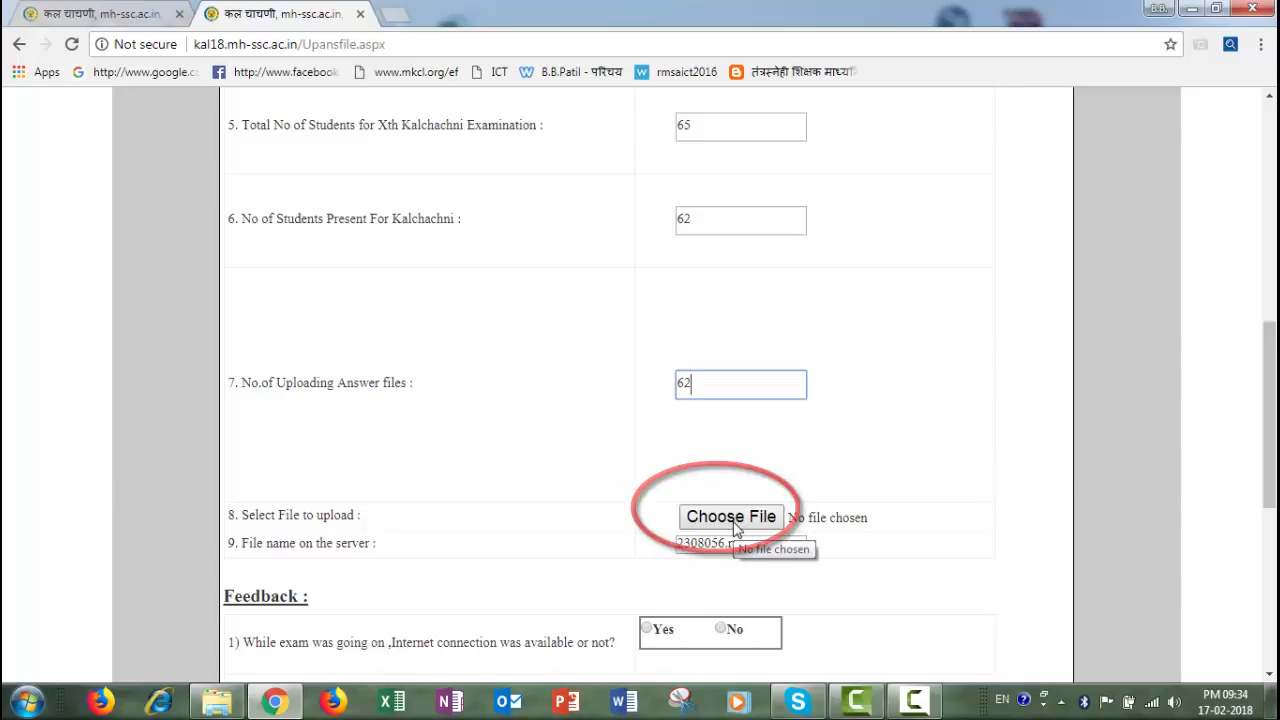 कल चाचणी, mh-ssc.ac.in,
कल चाचणी, mh-ssc.ac.in,
B.B.
Not secure
kal18.mh-ssc.ac.in/Upansfile.aspx
Apps
http://www.google.c
http://www.facebook
www.mkcl.org/ef
ICT
B.B.Patil - परिचय
rmsaict2016
तंत्रस्नेही शिक्षक माध्यमि
5. Total No of Students for Xth Kalchachni Examination :
65
6. No of Students Present For Kalchachni :
62
7. No.of Uploading Answer files :
62
8. Select File to upload :
Choose File No file chosen
9. File name on the server :
2308056.r
No file chosen
Feedback :
1) While exam was going on ,Internet connection was available or not?
Yes No
EN
PM 09:34
17-02-2018